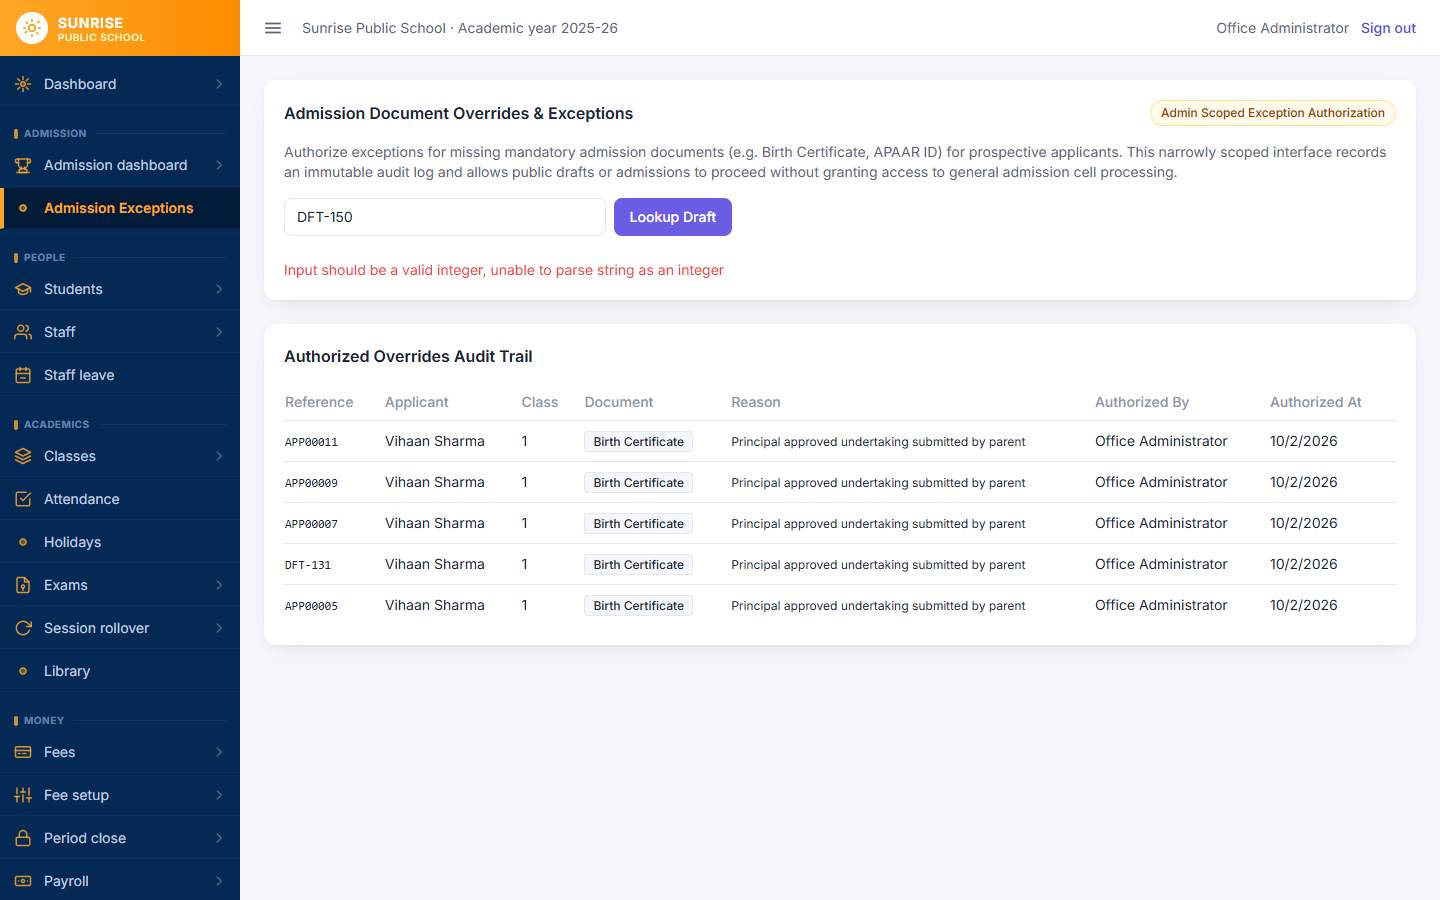 SUNRISE
PUBLIC SCHOOL
Sunrise Public School · Academic year 2025-26
Office Administrator
Sign out
Dashboard
ADMISSION
Admission dashboard
Admission Exceptions
PEOPLE
Students
Staff
Staff leave
ACADEMICS
Classes
Attendance
Holidays
Exams
Session rollover
Library
MONEY
Fees
Fee setup
Period close
Payroll
Admission Document Overrides & Exceptions
Admin Scoped Exception Authorization
Authorize exceptions for missing mandatory admission documents (e.g. Birth Certificate, APAAR ID) for prospective applicants. This narrowly scoped interface records
an immutable audit log and allows public drafts or admissions to proceed without granting access to general admission cell processing.
DFT-150
Lookup Draft
Input should be a valid integer, unable to parse string as an integer
Authorized Overrides Audit Trail
Reference Applicant Class Document Reason Authorized By Authorized At
APP00011 Vihaan Sharma 1 Birth Certificate Principal approved undertaking submitted by parent Office Administrator 10/2/2026
APP00009 Vihaan Sharma 1 Birth Certificate Principal approved undertaking submitted by parent Office Administrator 10/2/2026
APP00007 Vihaan Sharma 1 Birth Certificate Principal approved undertaking submitted by parent Office Administrator 10/2/2026
DFT-131 Vihaan Sharma 1 Birth Certificate Principal approved undertaking submitted by parent Office Administrator 10/2/2026
APP00005 Vihaan Sharma 1 Birth Certificate Principal approved undertaking submitted by parent Office Administrator 10/2/2026